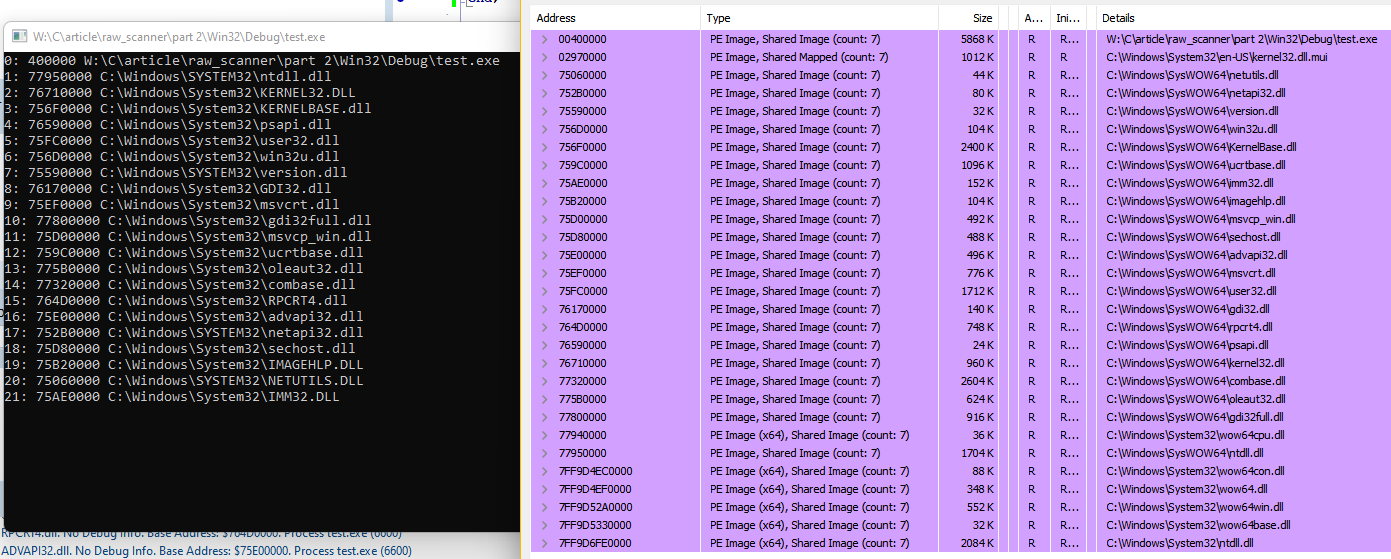 end;
W:\C\article\raw_scanner\part 2\Win32\Debug\test.exe
0: 400000 W:\C\article\raw_scanner\part 2\Win32\Debug\test.exe
1: 77950000 C:\Windows\SYSTEM32\ntdll.dll
2: 76710000 C:\Windows\System32\KERNEL32.DLL
3: 756F0000 C:\Windows\System32\KERNELBASE.dll
4: 76590000 C:\Windows\System32\psapi.dll
5: 75FC0000 C:\Windows\System32\user32.dll
6: 756D0000 C:\Windows\System32\win32u.dll
7: 75590000 C:\Windows\SYSTEM32\version.dll
8: 76170000 C:\Windows\System32\GDI32.dll
9: 75EF0000 C:\Windows\System32\msvcrt.dll
10: 77800000 C:\Windows\System32\gdi32full.dll
11: 75D00000 C:\Windows\System32\msvcp_win.dll
12: 759C0000 C:\Windows\System32\ucrtbase.dll
13: 775B0000 C:\Windows\System32\oleaut32.dll
14: 77320000 C:\Windows\System32\combase.dll
15: 764D0000 C:\Windows\System32\RPCRT4.dll
16: 75E00000 C:\Windows\System32\advapi32.dll
17: 752B0000 C:\Windows\SYSTEM32\netapi32.dll
18: 75D80000 C:\Windows\System32\sechost.dll
19: 75B20000 C:\Windows\System32\IMAGEHLP.DLL
20: 75060000 C:\Windows\SYSTEM32\NETUTILS.DLL
21: 75AE0000 C:\Windows\System32\IMM32.DLL
RPCRT4.dll. No Debug Info. Base Address: $764D0000. Process test.exe (6600)
ADVAPI32.dll. No Debug Info. Base Address: $75E00000. Process test.exe (6600)
Address Type Size A... Ini... Details
00400000 PE Image, Shared Image (count: 7) 5868 K R R... W:\C\article\raw_scanner\part 2\Win32\Debug\test.exe
02970000 PE Image, Shared Mapped (count: 7) 1012 K R R C:\Windows\System32\en-US\kernel32.dll.mui
75060000 PE Image, Shared Image (count: 7) 44 K R R... C:\Windows\SysWOW64\netutils.dll
752B0000 PE Image, Shared Image (count: 7) 80 K R R... C:\Windows\SysWOW64\netapi32.dll
75590000 PE Image, Shared Image (count: 7) 32 K R R... C:\Windows\SysWOW64\version.dll
756D0000 PE Image, Shared Image (count: 7) 104 K R R... C:\Windows\SysWOW64\win32u.dll
756F0000 PE Image, Shared Image (count: 7) 2400 K R R... C:\Windows\SysWOW64\KernelBase.dll
759C0000 PE Image, Shared Image (count: 7) 1096 K R R... C:\Windows\SysWOW64\ucrtbase.dll
75AE0000 PE Image, Shared Image (count: 7) 152 K R R... C:\Windows\SysWOW64\imm32.dll
75B20000 PE Image, Shared Image (count: 7) 104 K R R... C:\Windows\SysWOW64\imagehlp.dll
75D00000 PE Image, Shared Image (count: 7) 492 K R R... C:\Windows\SysWOW64\msvcp_win.dll
75D80000 PE Image, Shared Image (count: 7) 488 K R R... C:\Windows\SysWOW64\sechost.dll
75E00000 PE Image, Shared Image (count: 7) 496 K R R... C:\Windows\SysWOW64\advapi32.dll
75EF0000 PE Image, Shared Image (count: 7) 776 K R R... C:\Windows\SysWOW64\msvcrt.dll
75FC0000 PE Image, Shared Image (count: 7) 1712 K R R... C:\Windows\SysWOW64\user32.dll
76170000 PE Image, Shared Image (count: 7) 140 K R R... C:\Windows\SysWOW64\gdi32.dll
764D0000 PE Image, Shared Image (count: 7) 748 K R R... C:\Windows\SysWOW64\rpcrt4.dll
76590000 PE Image, Shared Image (count: 7) 24 K R R... C:\Windows\SysWOW64\psapi.dll
76710000 PE Image, Shared Image (count: 7) 960 K R R... C:\Windows\SysWOW64\kernel32.dll
77320000 PE Image, Shared Image (count: 7) 2604 K R R... C:\Windows\SysWOW64\combase.dll
775B0000 PE Image, Shared Image (count: 7) 624 K R R... C:\Windows\SysWOW64\oleaut32.dll
77800000 PE Image, Shared Image (count: 7) 916 K R R... C:\Windows\SysWOW64\gdi32full.dll
77940000 PE Image (x64), Shared Image (count: 7) 36 K R R... C:\Windows\System32\wow64cpu.dll
77950000 PE Image, Shared Image (count: 7) 1704 K R R... C:\Windows\SysWOW64\ntdll.dll
7FF9D4EC0000 PE Image (x64), Shared Image (count: 7) 88 K R R... C:\Windows\System32\wow64con.dll
7FF9D4EF0000 PE Image (x64), Shared Image (count: 7) 348 K R R... C:\Windows\System32\wow64.dll
7FF9D52A0000 PE Image (x64), Shared Image (count: 7) 552 K R R... C:\Windows\System32\wow64win.dll
7FF9D5330000 PE Image (x64), Shared Image (count: 7) 32 K R R... C:\Windows\System32\wow64base.dll
7FF9D6FE0000 PE Image (x64), Shared Image (count: 7) 2084 K R R... C:\Windows\System32\ntdll.dll